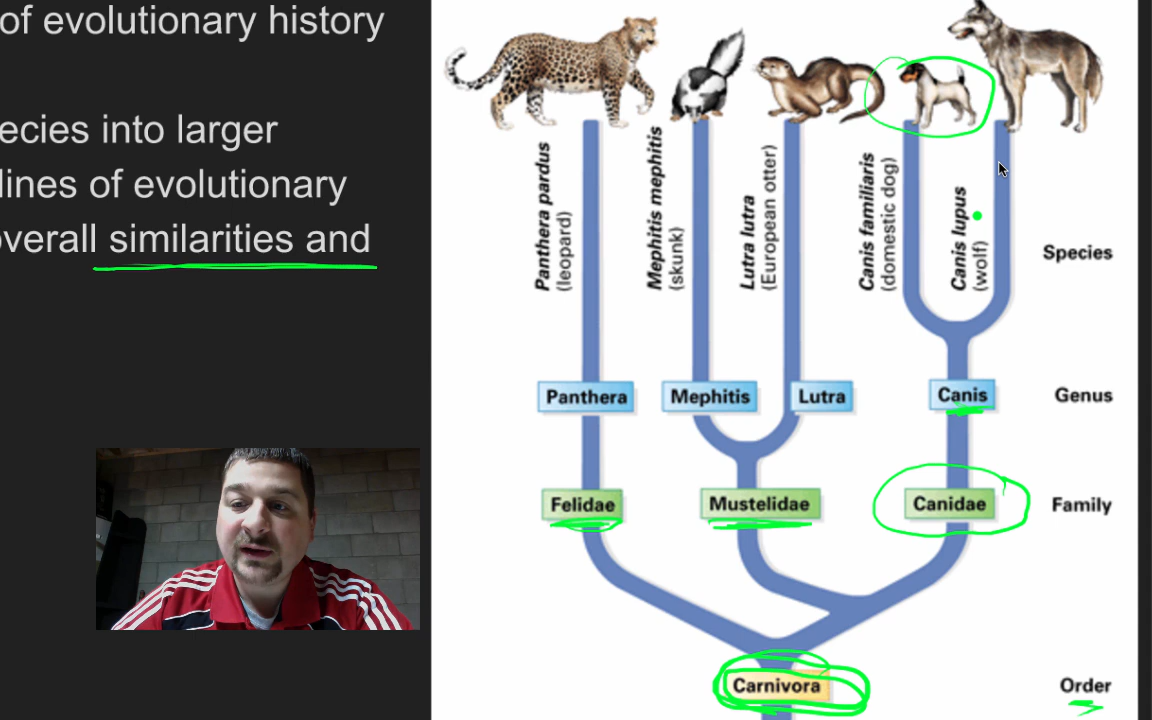 of evolutionary history
ecies into larger
lines of evolutionary
overall similarities and
Panthera pardus
(leopard)
Mephitis mephitis
(skunk)
Lutra lutra
(European otter)
Canis familiaris
(domestic dog)
Canis lupus
(wolf)
Species
Panthera
Mephitis
Lutra
Canis
Genus
Felidae
Mustelidae
Canidae
Family
Carnivora
Order